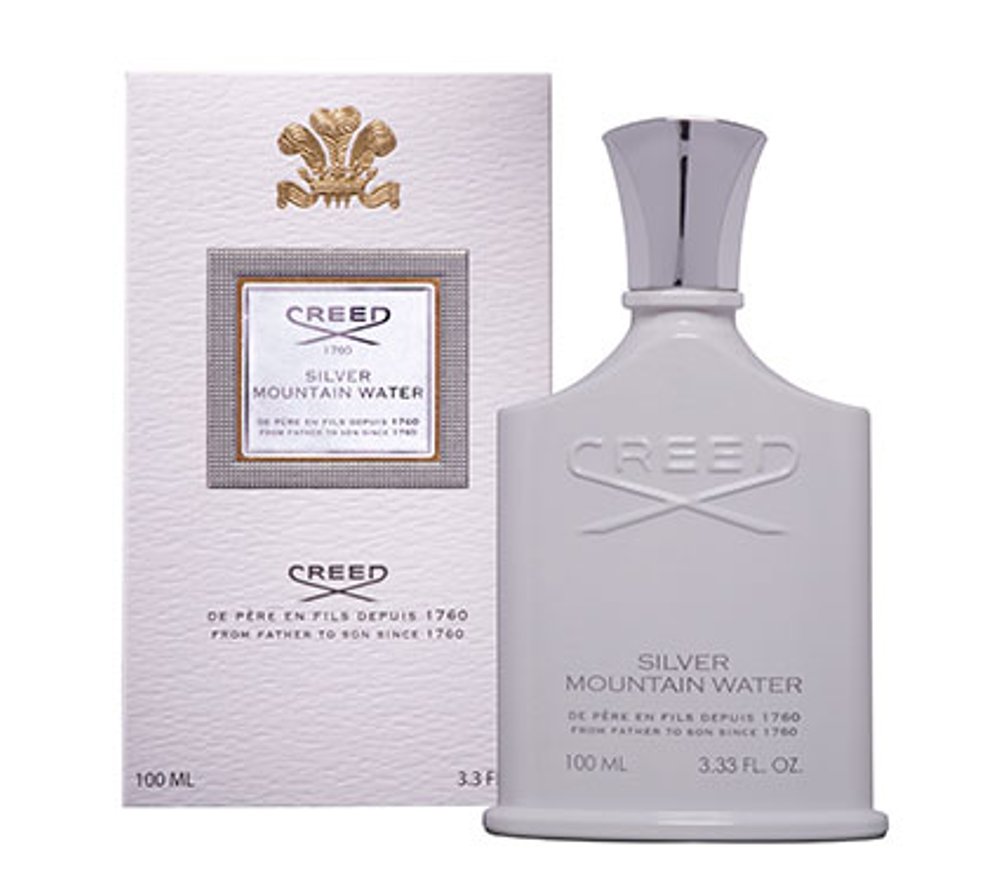 CREED
1760
SILVER
MOUNTAIN WATER
DE PÈRE EN FILS DEPUIS 1760
FROM FATHER TO SON SINCE 1760
CREED
DE PÈRE EN FILS DEPUIS 1760
FROM FATHER TO SON SINCE 1760
100 ML 3.3 F
CREED
SILVER
MOUNTAIN WATER
DE PÈRE EN FILS DEPUIS 1760
FROM FATHER TO SON SINCE 1760
100 ML 3.33 FL. OZ.